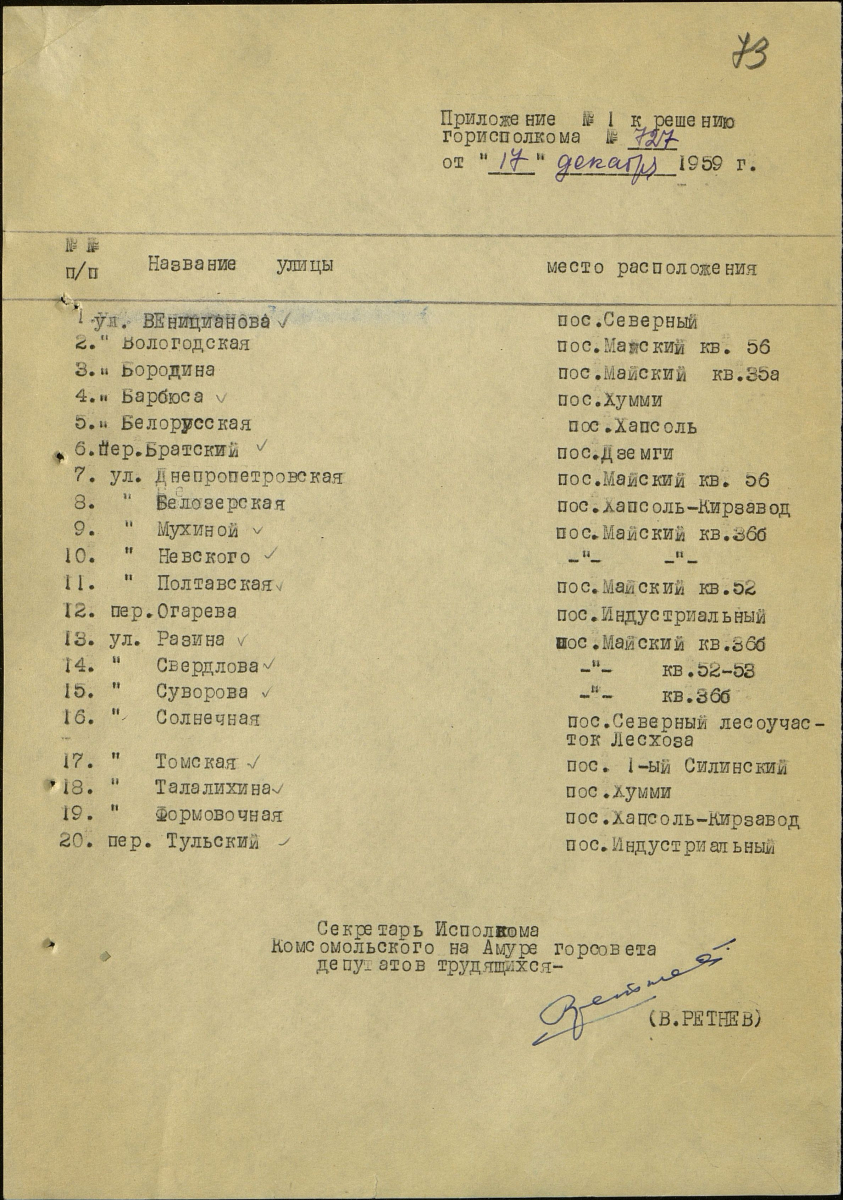 73
Приложение № 1 к решению
горисполкома № 727
от "17" декабря 1959 г.
№ №
п/п Название улицы место расположения
1 ул. ВЕницианова ✓ пос.Северный
2. " Вологодская пос.Майский кв. 56
3. " Бородина пос.Майский кв.35а
4. " Барбюса ✓ пос.Хумми
5. " Белорусская пос.Хапсоль
6. Пер.Братский ✓ пос.Дземги
7. ул. Днепропетровская пос.Майский кв. 56
8. " Белозерская пос.Хапсоль-Кирзавод
9. " Мухиной ✓ пос.Майский кв.36б
10. " Невского ✓ -"- -"-
11. " Полтавская ✓ пос.Майский кв.52
12. пер.Огарева пос.Индустриальный
13. ул. Разина ✓ пос.Майский кв.36б
14. " Свердлова ✓ -"- кв.52-53
15. " Суворова ✓ -"- кв.36б
16. " Солнечная пос.Северный лесоучас-
ток Лесхоза
17. " Томская ✓ пос. 1-ый Силинский
18. " Талалихина ✓ пос.Хумми
19. " Формовочная пос.Хапсоль-Кирзавод
20. пер. Тульский ✓ пос.Индустриальный
Секретарь Исполкома
Комсомольского на Амуре горсовета
депутатов трудящихся-
(В.РЕТНЕВ)